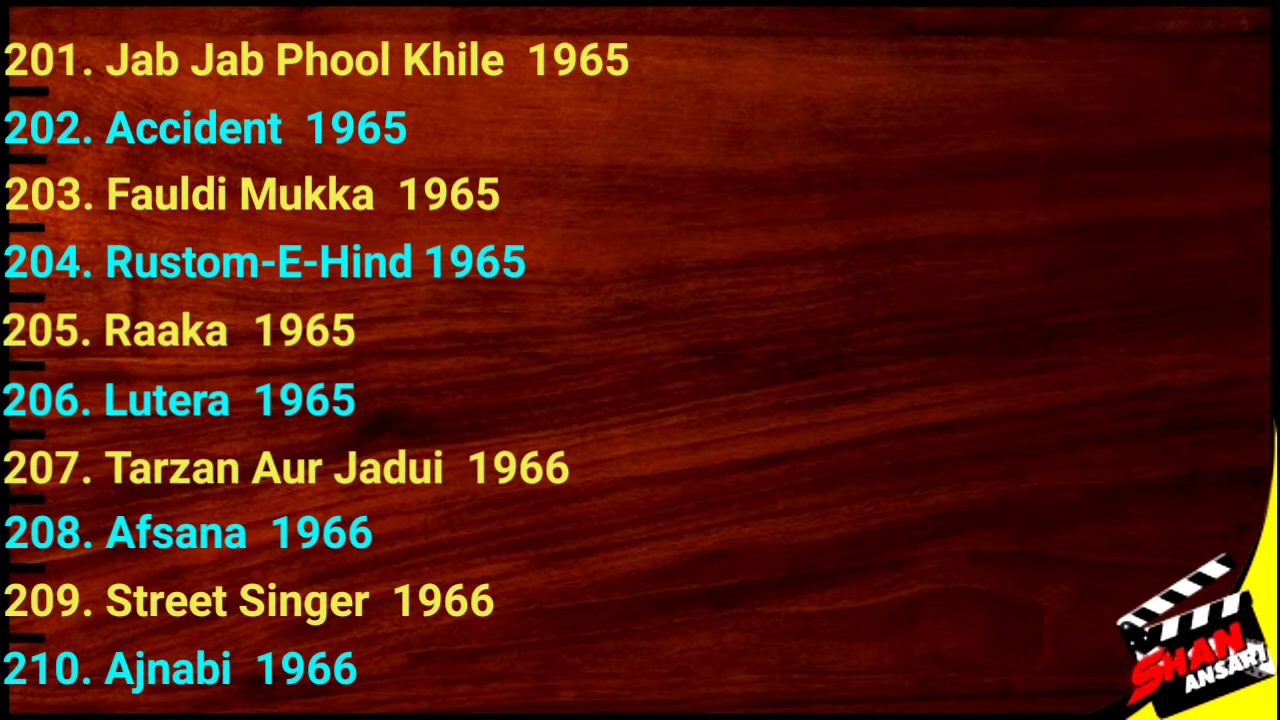 201. Jab Jab Phool Khile 1965
202. Accident 1965
203. Fauldi Mukka 1965
204. Rustom-E-Hind 1965
205. Raaka 1965
206. Lutera 1965
207. Tarzan Aur Jadui 1966
208. Afsana 1966
209. Street Singer 1966
210. Ajnabi 1966
SHAN
ANSARI